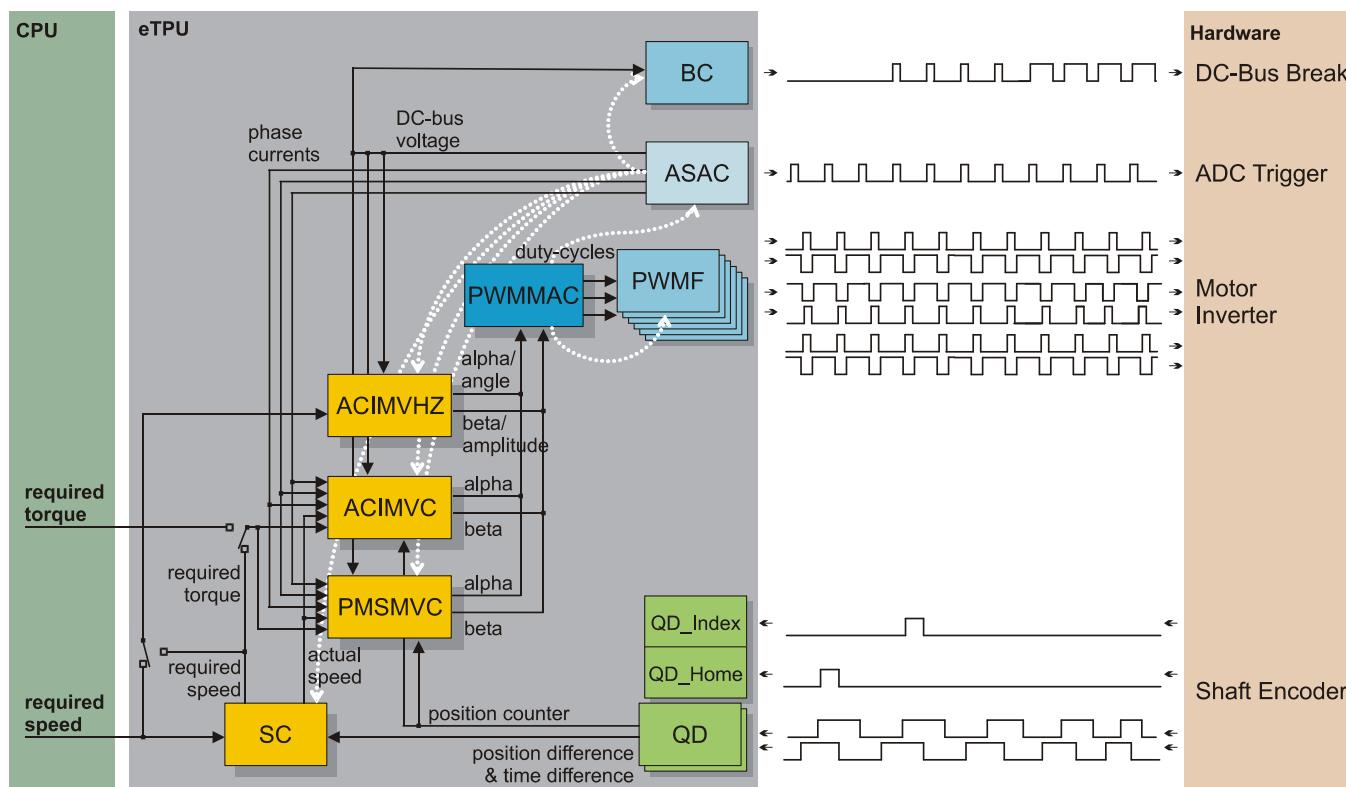 CPU
eTPU
Hardware
BC
DC-Bus Break
DC-bus
voltage
phase
currents
ASAC
ADC Trigger
duty-cycles
PWMMAC
PWMF
Motor
Inverter
alpha/
angle
ACIMVHZ
beta/
amplitude
required
torque
alpha
ACIMVC
beta
required
torque
alpha
PMSMVC
beta
QD_Index
QD_Home
Shaft Encoder
actual
speed
required
speed
required
speed
position counter
SC
QD
position difference
& time difference